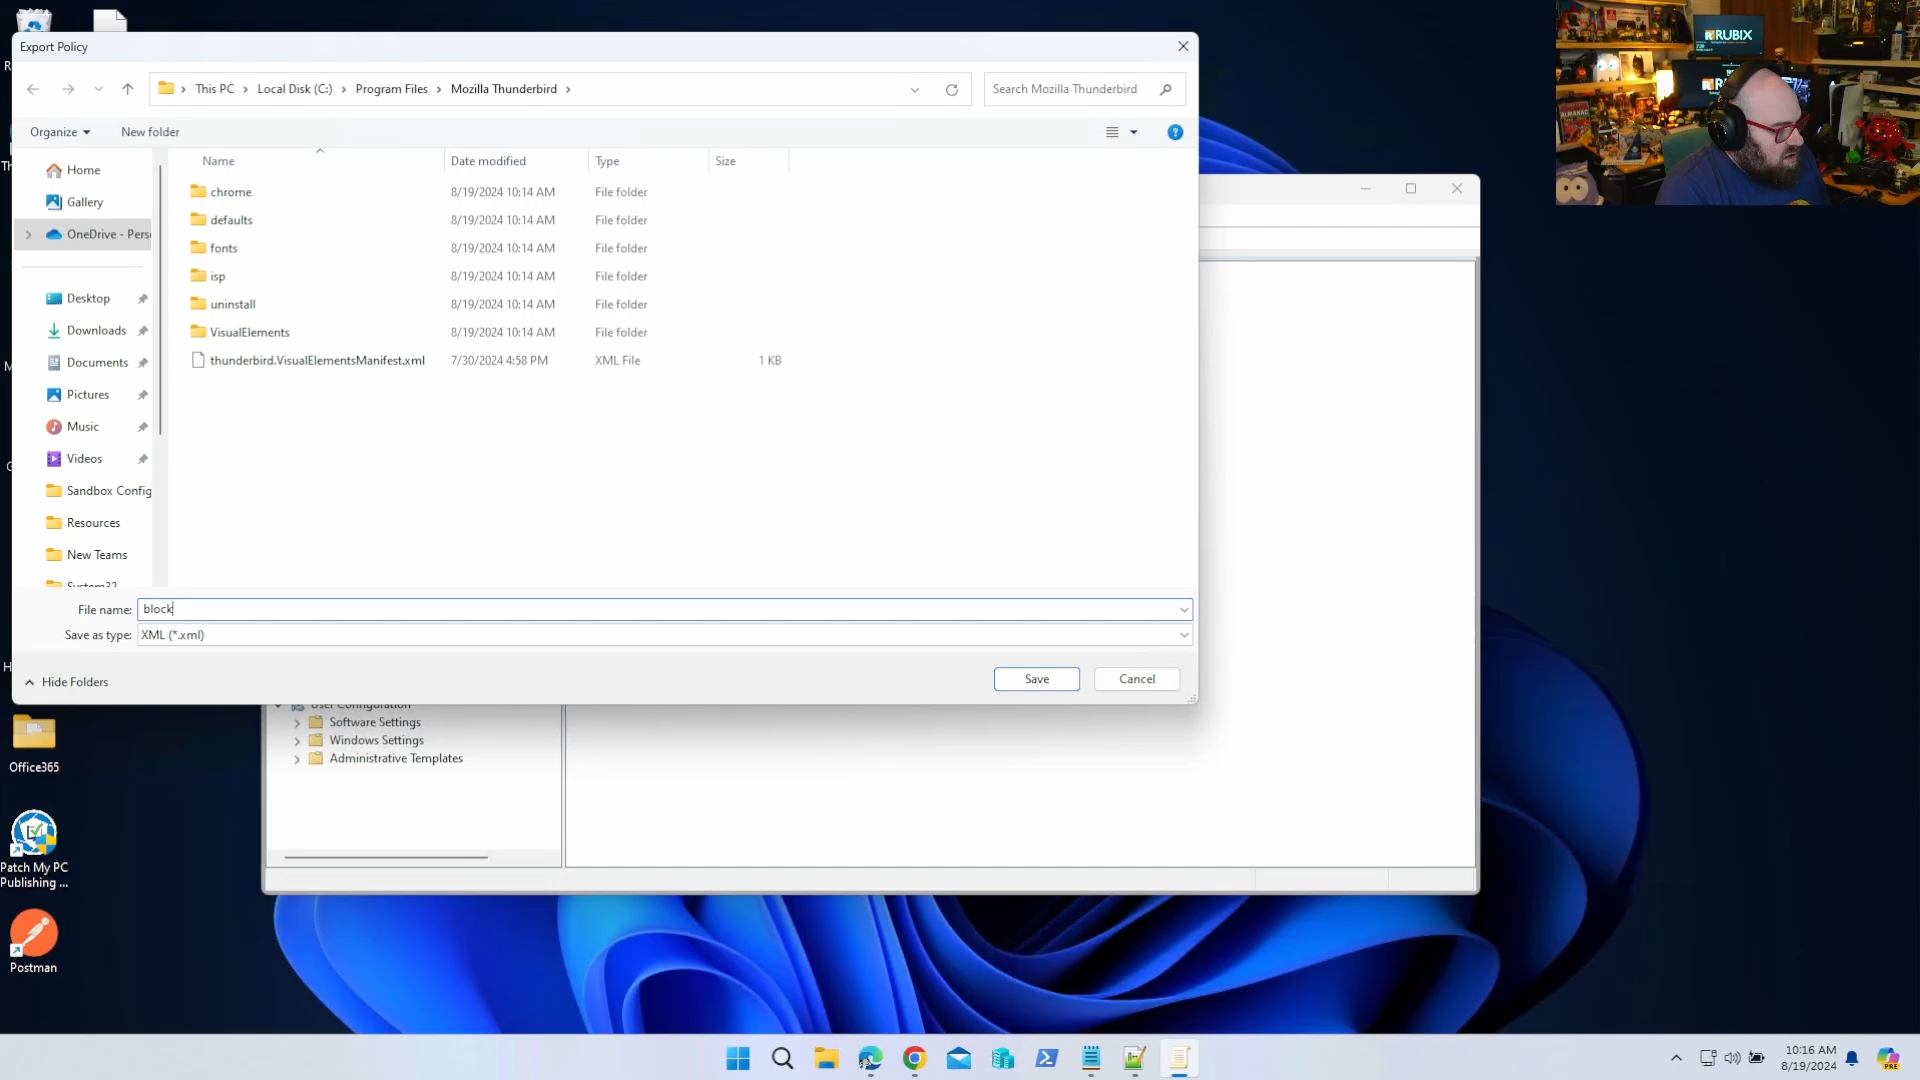 Export Policy
This PC
Local Disk (C:)
Program Files
Mozilla Thunderbird
Search Mozilla Thunderbird
Organize
New folder
Name
Date modified
Type
Size
Home
Gallery
OneDrive - Pers
Desktop
Downloads
Documents
Pictures
Music
Videos
Sandbox Config
Resources
New Teams
System32
chrome 8/19/2024 10:14 AM File folder
defaults 8/19/2024 10:14 AM File folder
fonts 8/19/2024 10:14 AM File folder
isp 8/19/2024 10:14 AM File folder
uninstall 8/19/2024 10:14 AM File folder
VisualElements 8/19/2024 10:14 AM File folder
thunderbird.VisualElementsManifest.xml 7/30/2024 4:58 PM XML File 1 KB
File name: block
Save as type: XML (*.xml)
Hide Folders
Save
Cancel
User Configuration
Software Settings
Windows Settings
Administrative Templates
Office365
Patch My PC
Publishing ...
Postman
RUBIX
ALMANAC
10:16 AM
8/19/2024
PRE